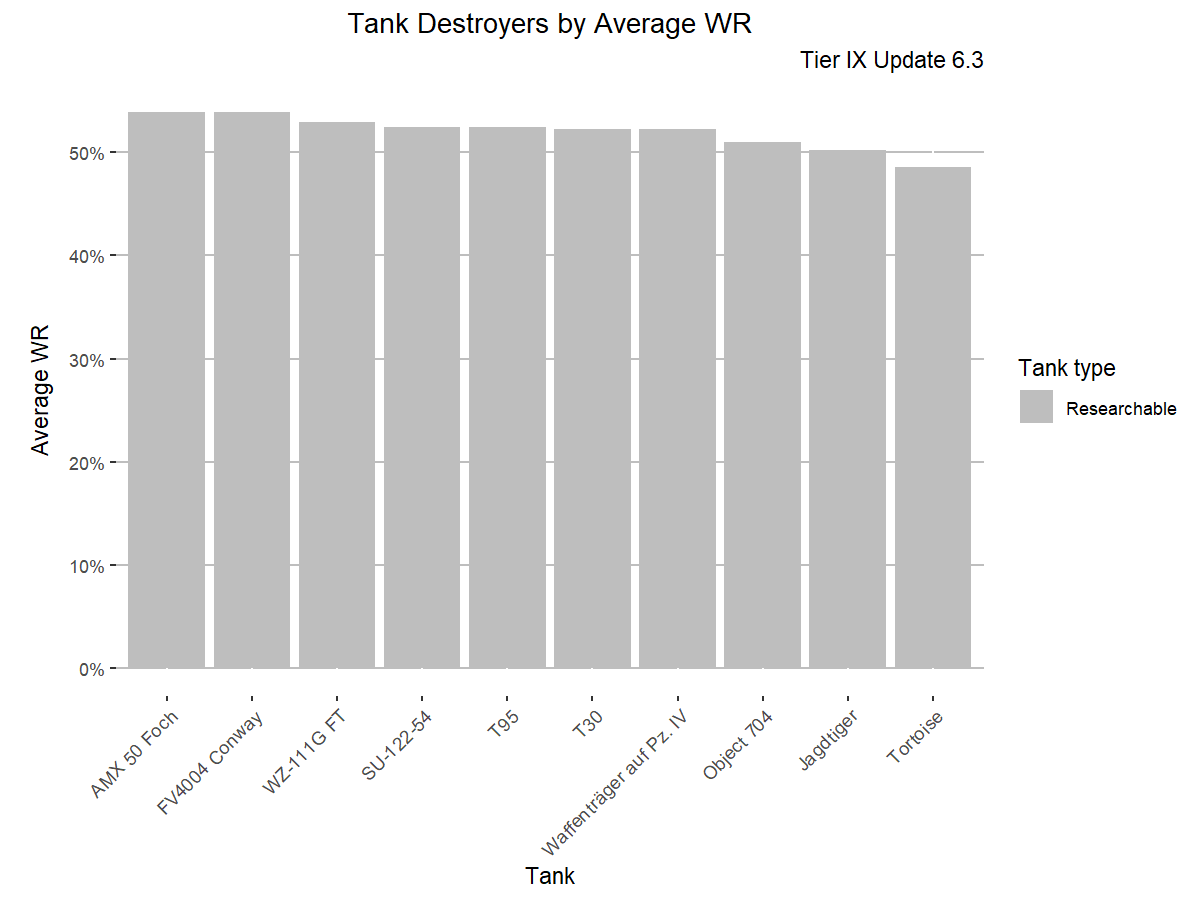 Tank Destroyers by Average WR
Tier IX Update 6.3
Average WR
50%
40%
30%
20%
10%
0%
AMX 50 Foch
FV4004 Conway
WZ-111G FT
SU-122-54
T95
T30
Waffenträger auf Pz. IV
Object 704
Jagdtiger
Tortoise
Tank
Tank type
Researchable